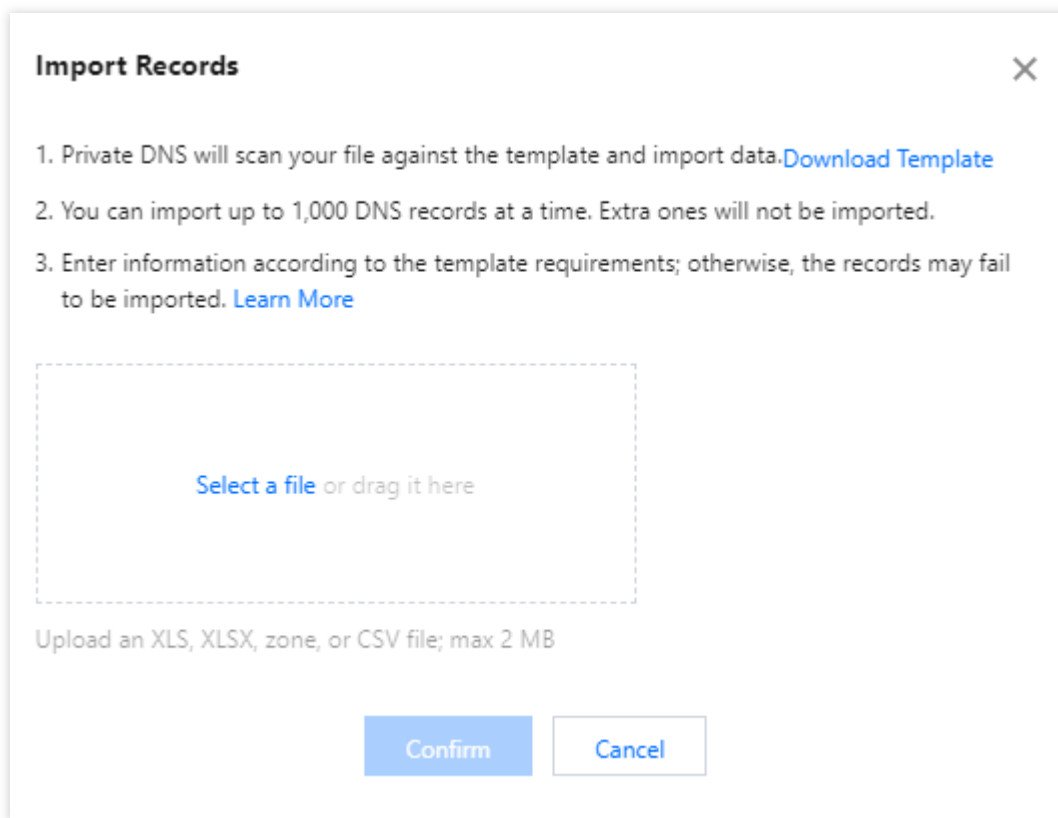 Import Records
1. Private DNS will scan your file against the template and import data.Download Template
2. You can import up to 1,000 DNS records at a time. Extra ones will not be imported.
3. Enter information according to the template requirements; otherwise, the records may fail
to be imported. Learn More
Select a file or drag it here
Upload an XLS, XLSX, zone, or CSV file; max 2 MB
Confirm Cancel